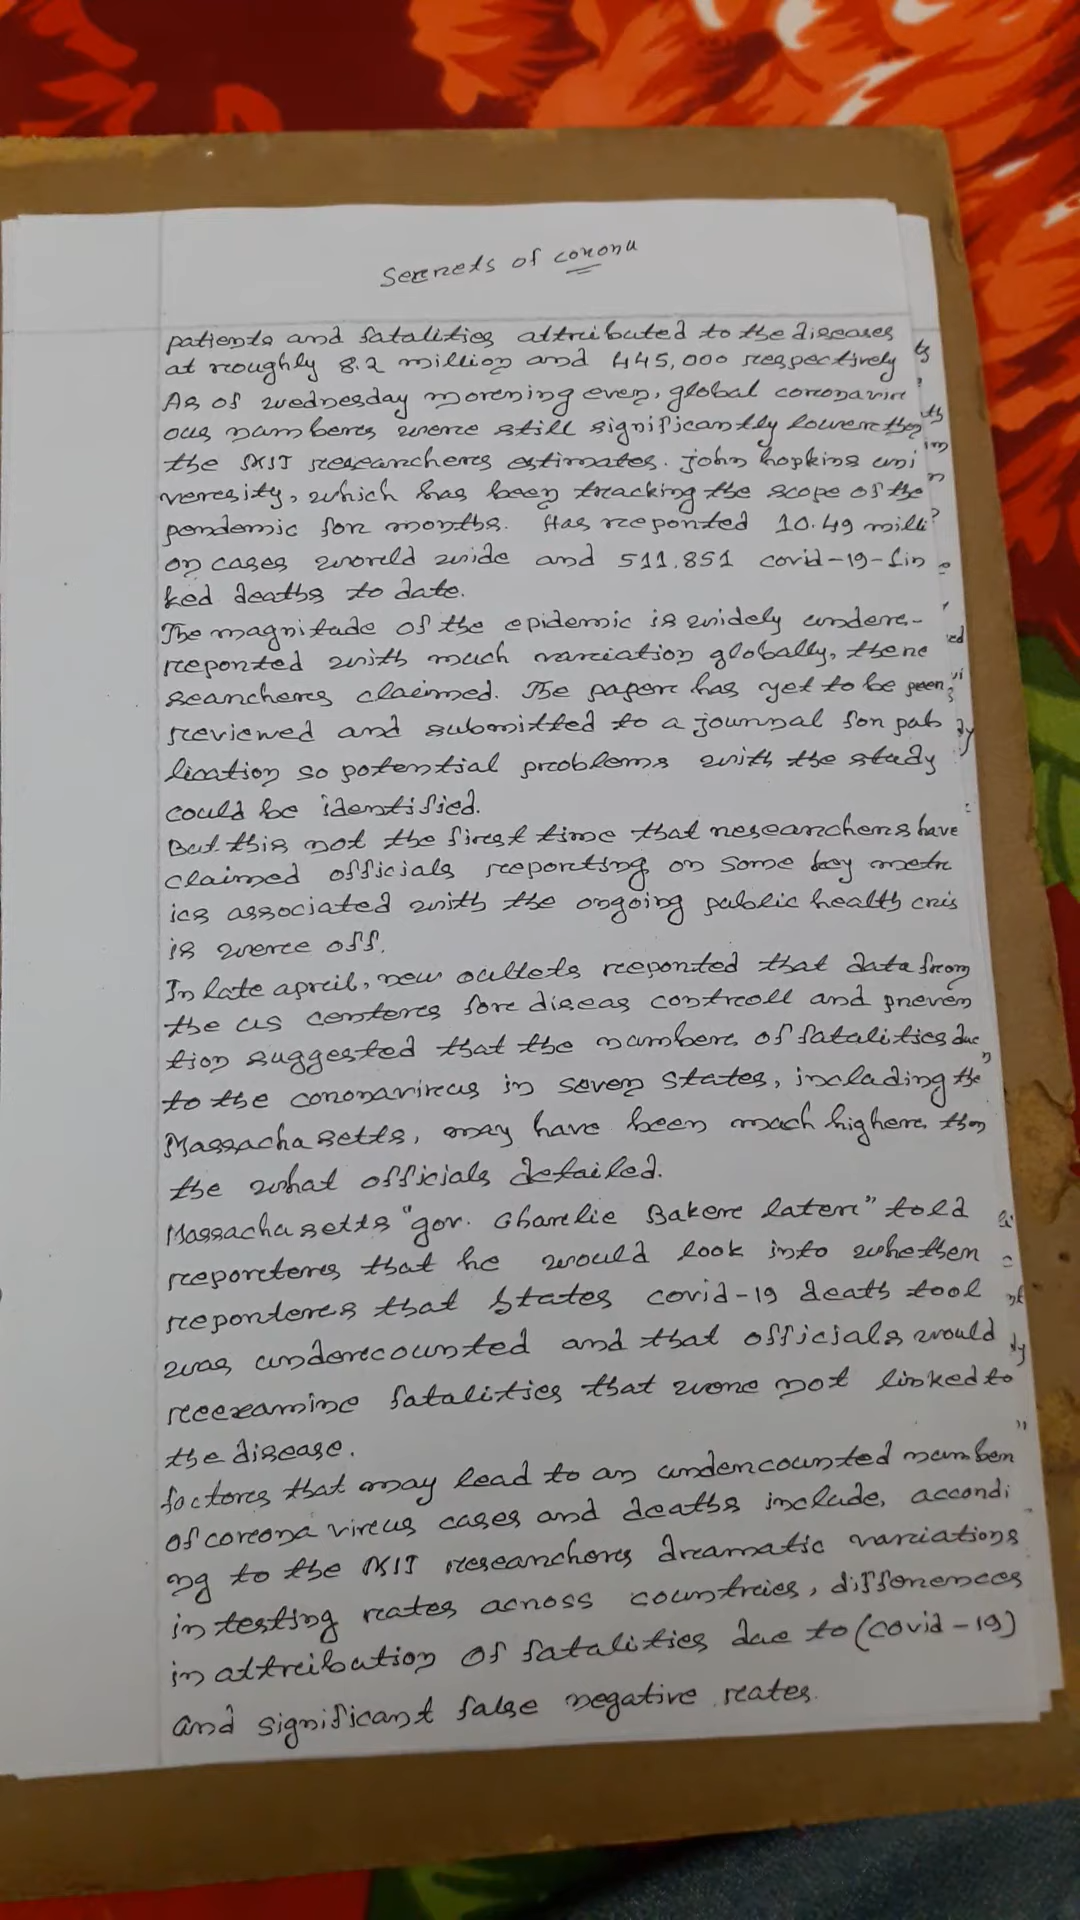 Secrets of corona
patients and fatalities attributed to the diseases
at roughly 8.2 million and 445,000 respectively
As of wednesday morening even, global coronavir
ous numbers were still significantly lower then
the MIT researchers estimates. john hopkins uni
versity, which has been tracking the scope of the
pendemic for months. Has reported 10.49 milli
on cases world wide and 511.851 covid-19-lin
ked deaths to date.
The magnitude of the epidemic is widely under-
reported with much variation globally, the re
searchers claimed. The paper has yet to be peer
reviewed and submitted to a journal for pub
lication so potential problems with the study
could be identified.
But this not the first time that researchers have
claimed officials reporting on some key metr
ics associated with the ongoing public health cris
is were off.
In late april, new outlets reported that data from
the us centers for diseas controll and preven
tion suggested that the numbers of fatalities due
to the coronavirus in seven states, including the
Massachusetts, may have been much higher then
the what officials detailed.
Massachusetts "gov. Gharlie Baker later" told
reporters that he would look into whether
reporters that states covid-19 death tool
was undercounted and that officials would
reexamine fatalities that were not linked to
the disease.
factors that may lead to an undercounted number
of corona virus cases and deaths include, accordi
ng to the MIT researchers dramatic variations
in testing rates across countries, differences
in attribution of fatalities due to (covid-19)
and significant false negative rates.